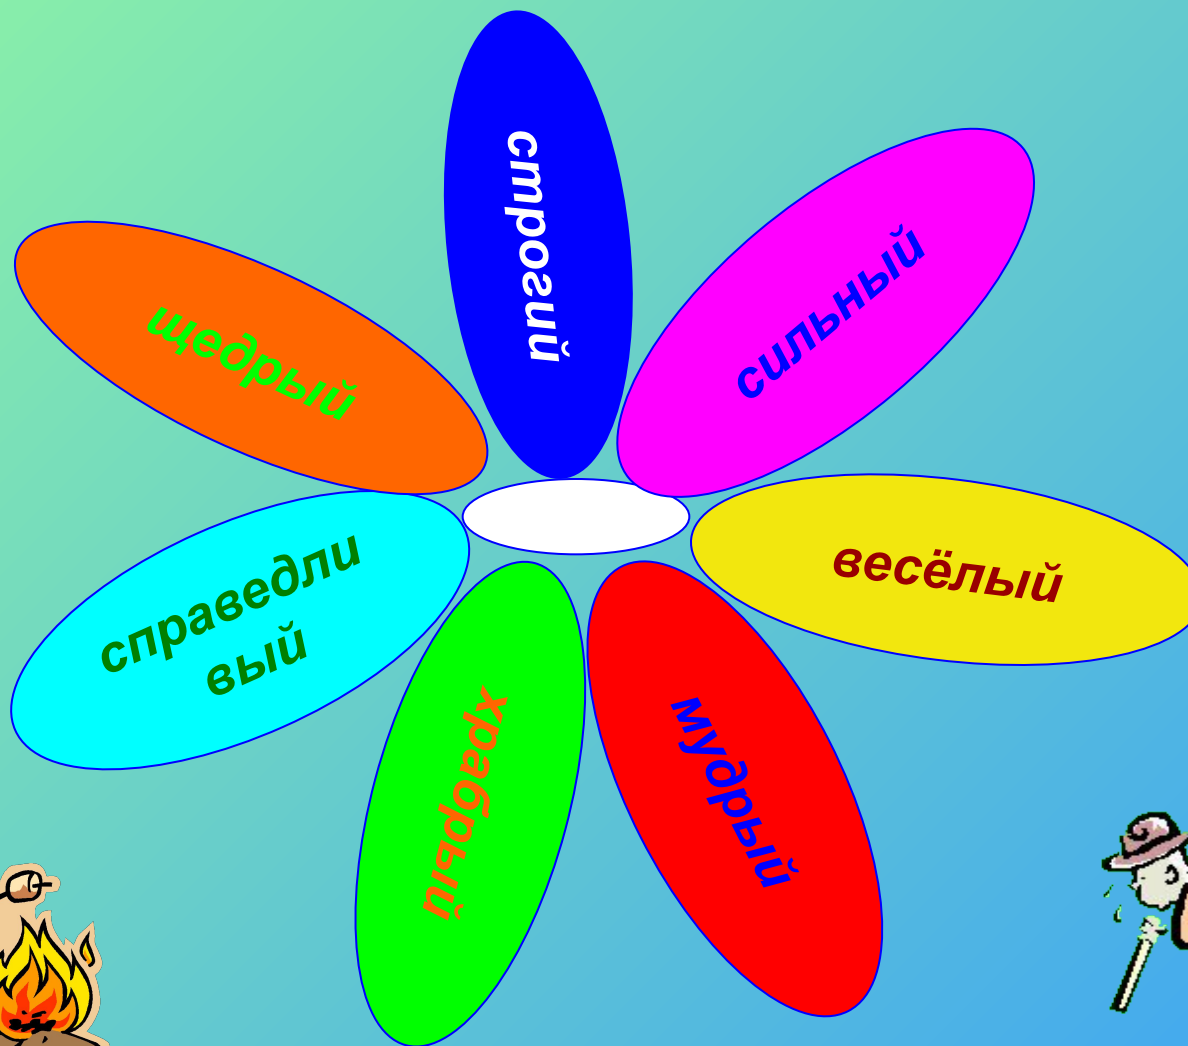 строгий
сильный
весёлый
мудрый
храбрый
справедли
вый
щедрый